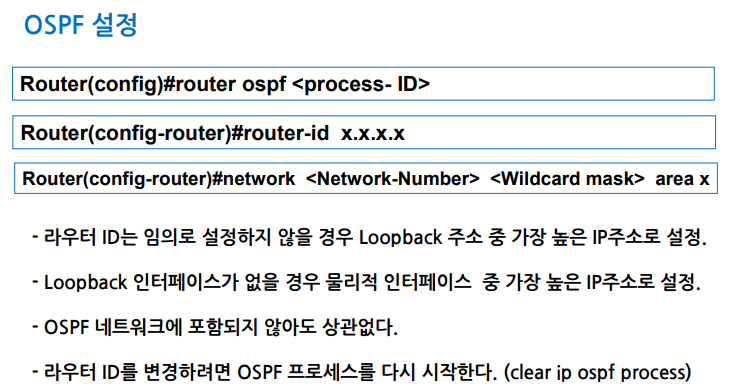 OSPF 설정
Router(config)#router ospf <process- ID>
Router(config-router)#router-id x.x.x.x
Router(config-router)#network <Network-Number> <Wildcard mask> area x
- 라우터 ID는 임의로 설정하지 않을 경우 Loopback 주소 중 가장 높은 IP주소로 설정.
- Loopback 인터페이스가 없을 경우 물리적 인터페이스 중 가장 높은 IP주소로 설정.
- OSPF 네트워크에 포함되지 않아도 상관없다.
- 라우터 ID를 변경하려면 OSPF 프로세스를 다시 시작한다. (clear ip ospf process)